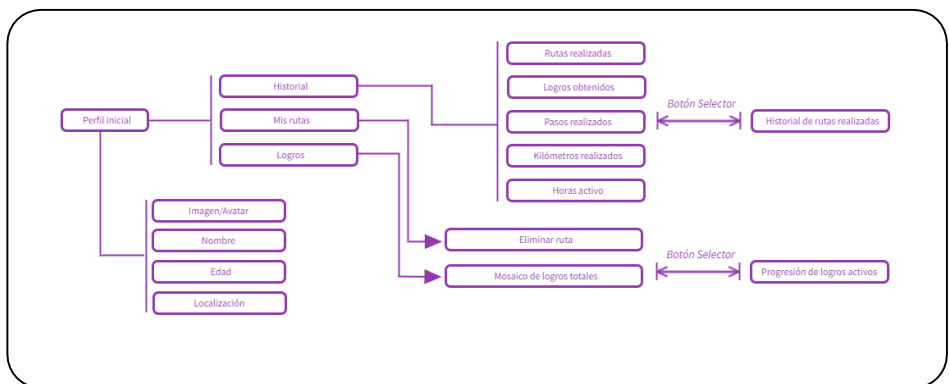 Perfil inicial
Historial
Mis rutas
Logros
Imagen/Avatar
Nombre
Edad
Localización
Rutas realizadas
Logros obtenidos
Pasos realizados
Kilómetros realizados
Horas activo
Botón Selector
Historial de rutas realizadas
Eliminar ruta
Mosaico de logros totales
Botón Selector
Progresión de logros activos